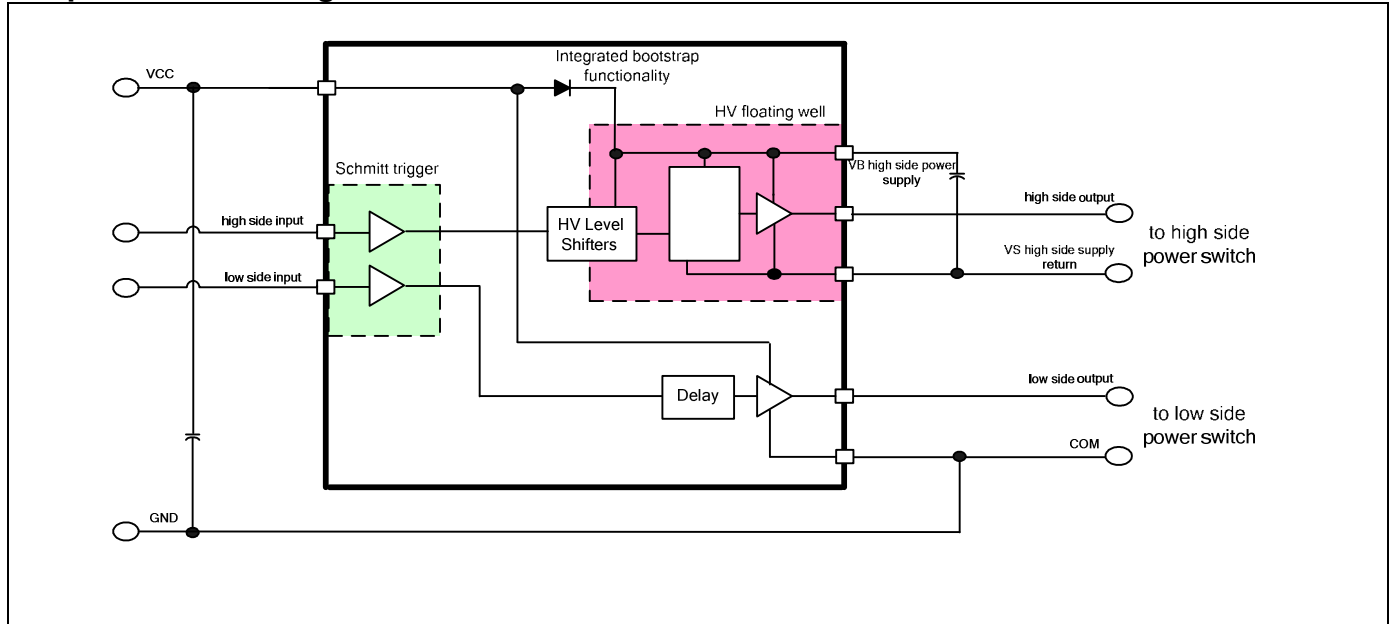 Integrated bootstrap
functionality
VCC
HV floating well
Schmitt trigger
VB high side power
supply
high side output
high side input
HV Level
Shifters
to high side
power switch
VS high side supply
return
low side input
low side output
Delay
to low side
power switch
COM
GND